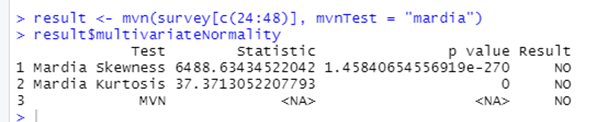 > result <- mvn(survey[c(24:48)], mvnTest = "mardia")
> result$multivariateNormality
Test Statistic p value Result
1 Mardia Skewness 6488.63434522042 1.45840654556919e-270 NO
2 Mardia Kurtosis 37.3713052207793 0 NO
3 MVN <NA> <NA> NO
>